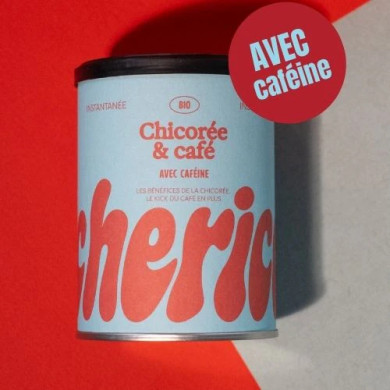 AVEC
caféine
INSTANTANÉE
BIO
Chicorée
& café
AVEC CAFÉINE
LES BÉNÉFICES DE LA CHICORÉE,
LE KICK DU CAFÉ EN PLUS
cheric